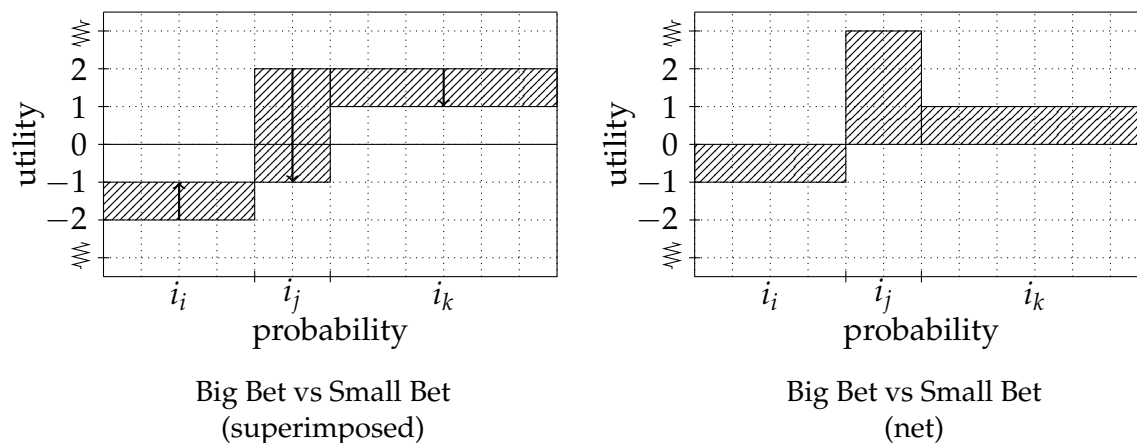 utility
2
1
0
−1
−2
i_i i_j i_k
probability
Big Bet vs Small Bet
(superimposed)
utility
2
1
0
−1
−2
i_i i_j i_k
probability
Big Bet vs Small Bet
(net)